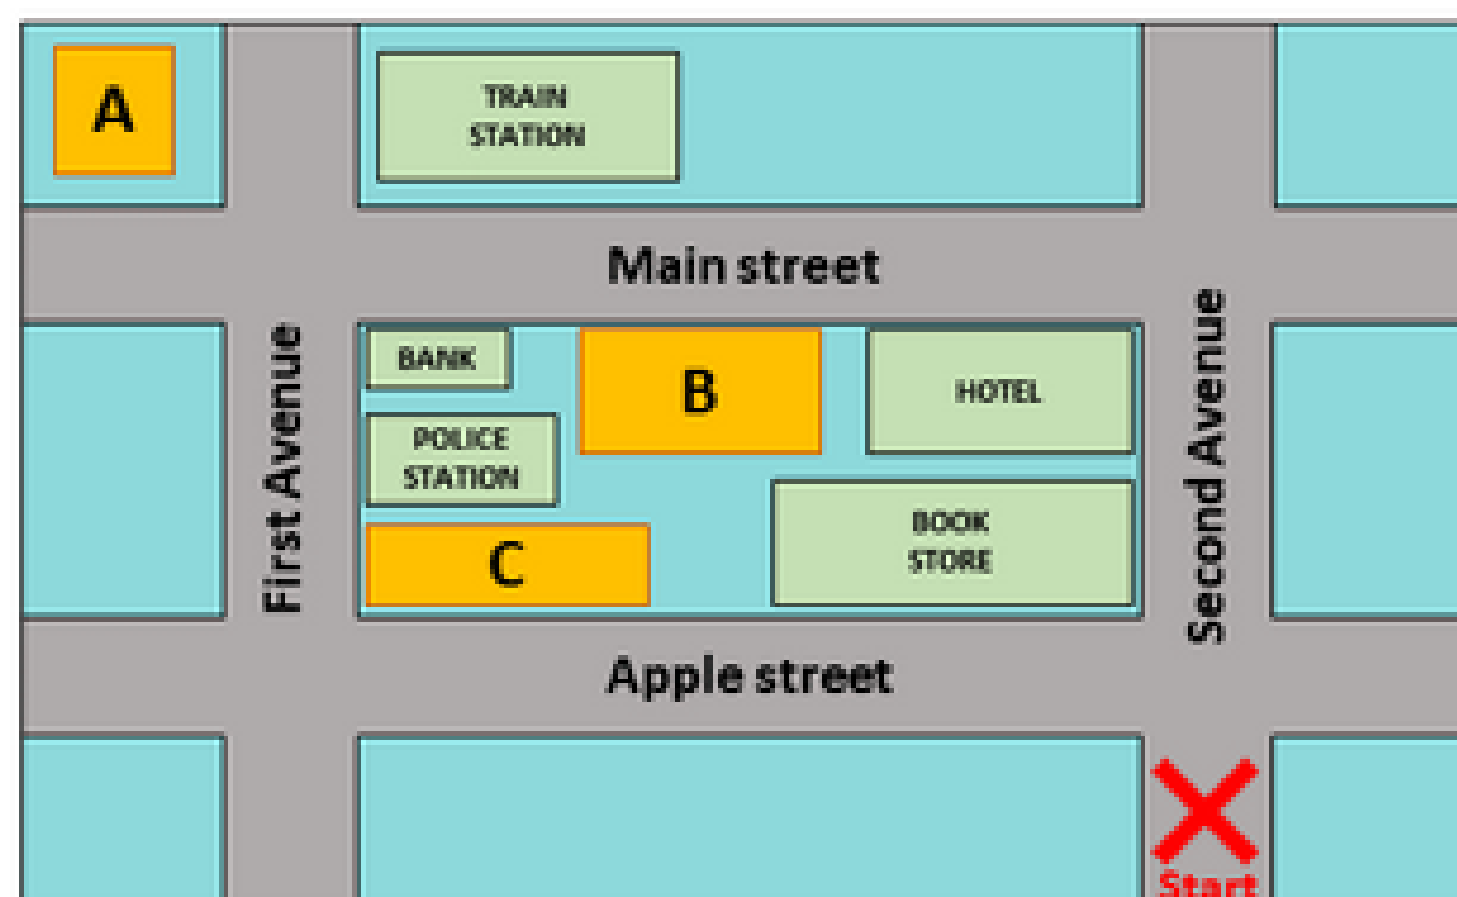 A
TRAIN
STATION
Main street
First Avenue
BANK
B
HOTEL
Second Avenue
POLICE
STATION
C
BOOK
STORE
Apple street
Start